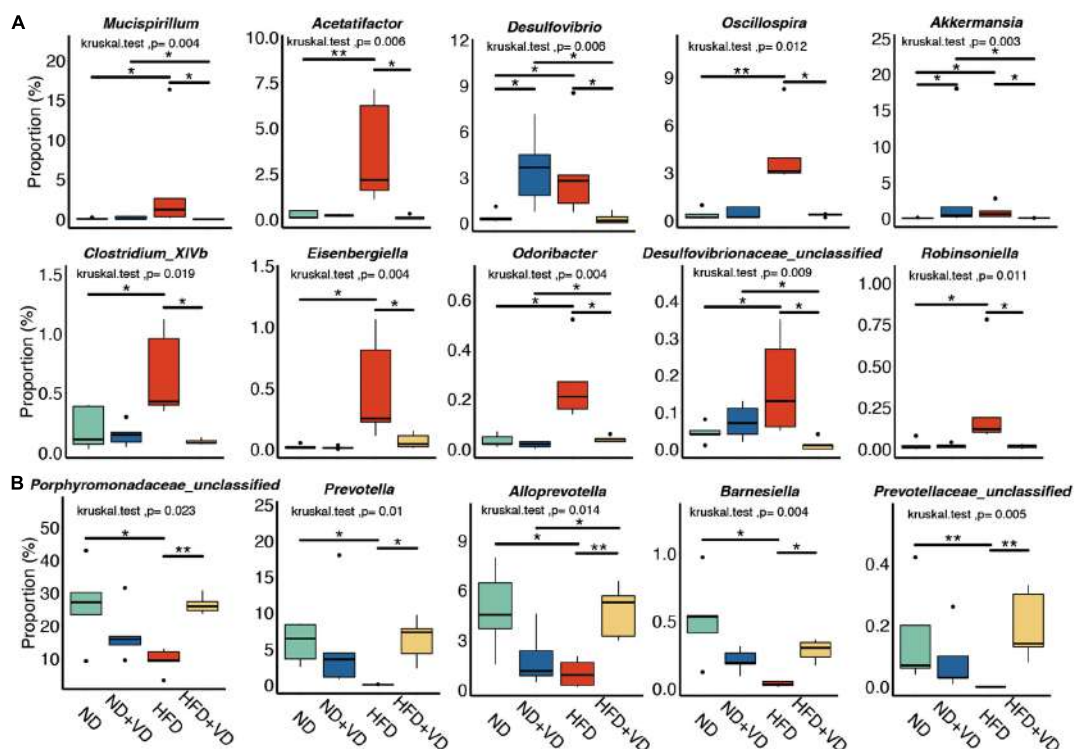 A
Mucispirillum
Acetatifactor
Desulfovibrio
Oscillospira
Akkermansia
kruskal.test ,p= 0.004
kruskal.test ,p= 0.006
kruskal.test ,p= 0.006
kruskal.test ,p= 0.012
kruskal.test ,p= 0.003
Proportion (%)
20
15
10
5
0
* * *
10.0
7.5
5.0
2.5
0.0
** *
12
9
6
3
0
* * * *
9
6
3
0
** *
25
20
15
10
5
0
* * * *
Clostridium_XIVb
Eisenbergiella
Odoribacter
Desulfovibrionaceae_unclassified
Robinsoniella
kruskal.test ,p= 0.019
kruskal.test ,p= 0.004
kruskal.test ,p= 0.004
kruskal.test ,p= 0.009
kruskal.test ,p= 0.011
Proportion (%)
1.5
1.0
0.5
0.0
* *
1.5
1.0
0.5
0.0
* *
0.6
0.4
0.2
0.0
* * *
0.4
0.3
0.2
0.1
0.0
* * *
1.00
0.75
0.50
0.25
0.00
* *
B
Porphyromonadaceae_unclassified
Prevotella
Alloprevotella
Barnesiella
Prevotellaceae_unclassified
kruskal.test ,p= 0.023
kruskal.test ,p= 0.01
kruskal.test ,p= 0.014
kruskal.test ,p= 0.004
kruskal.test ,p= 0.005
Proportion (%)
50
40
30
20
10
* **
25
20
15
10
5
0
* *
9
6
3
0
* * **
1.0
0.5
0.0
* *
0.4
0.2
0.0
** **
ND
ND+VD
HFD
HFD+VD
ND
ND+VD
HFD
HFD+VD
ND
ND+VD
HFD
HFD+VD
ND
ND+VD
HFD
HFD+VD
ND
ND+VD
HFD
HFD+VD